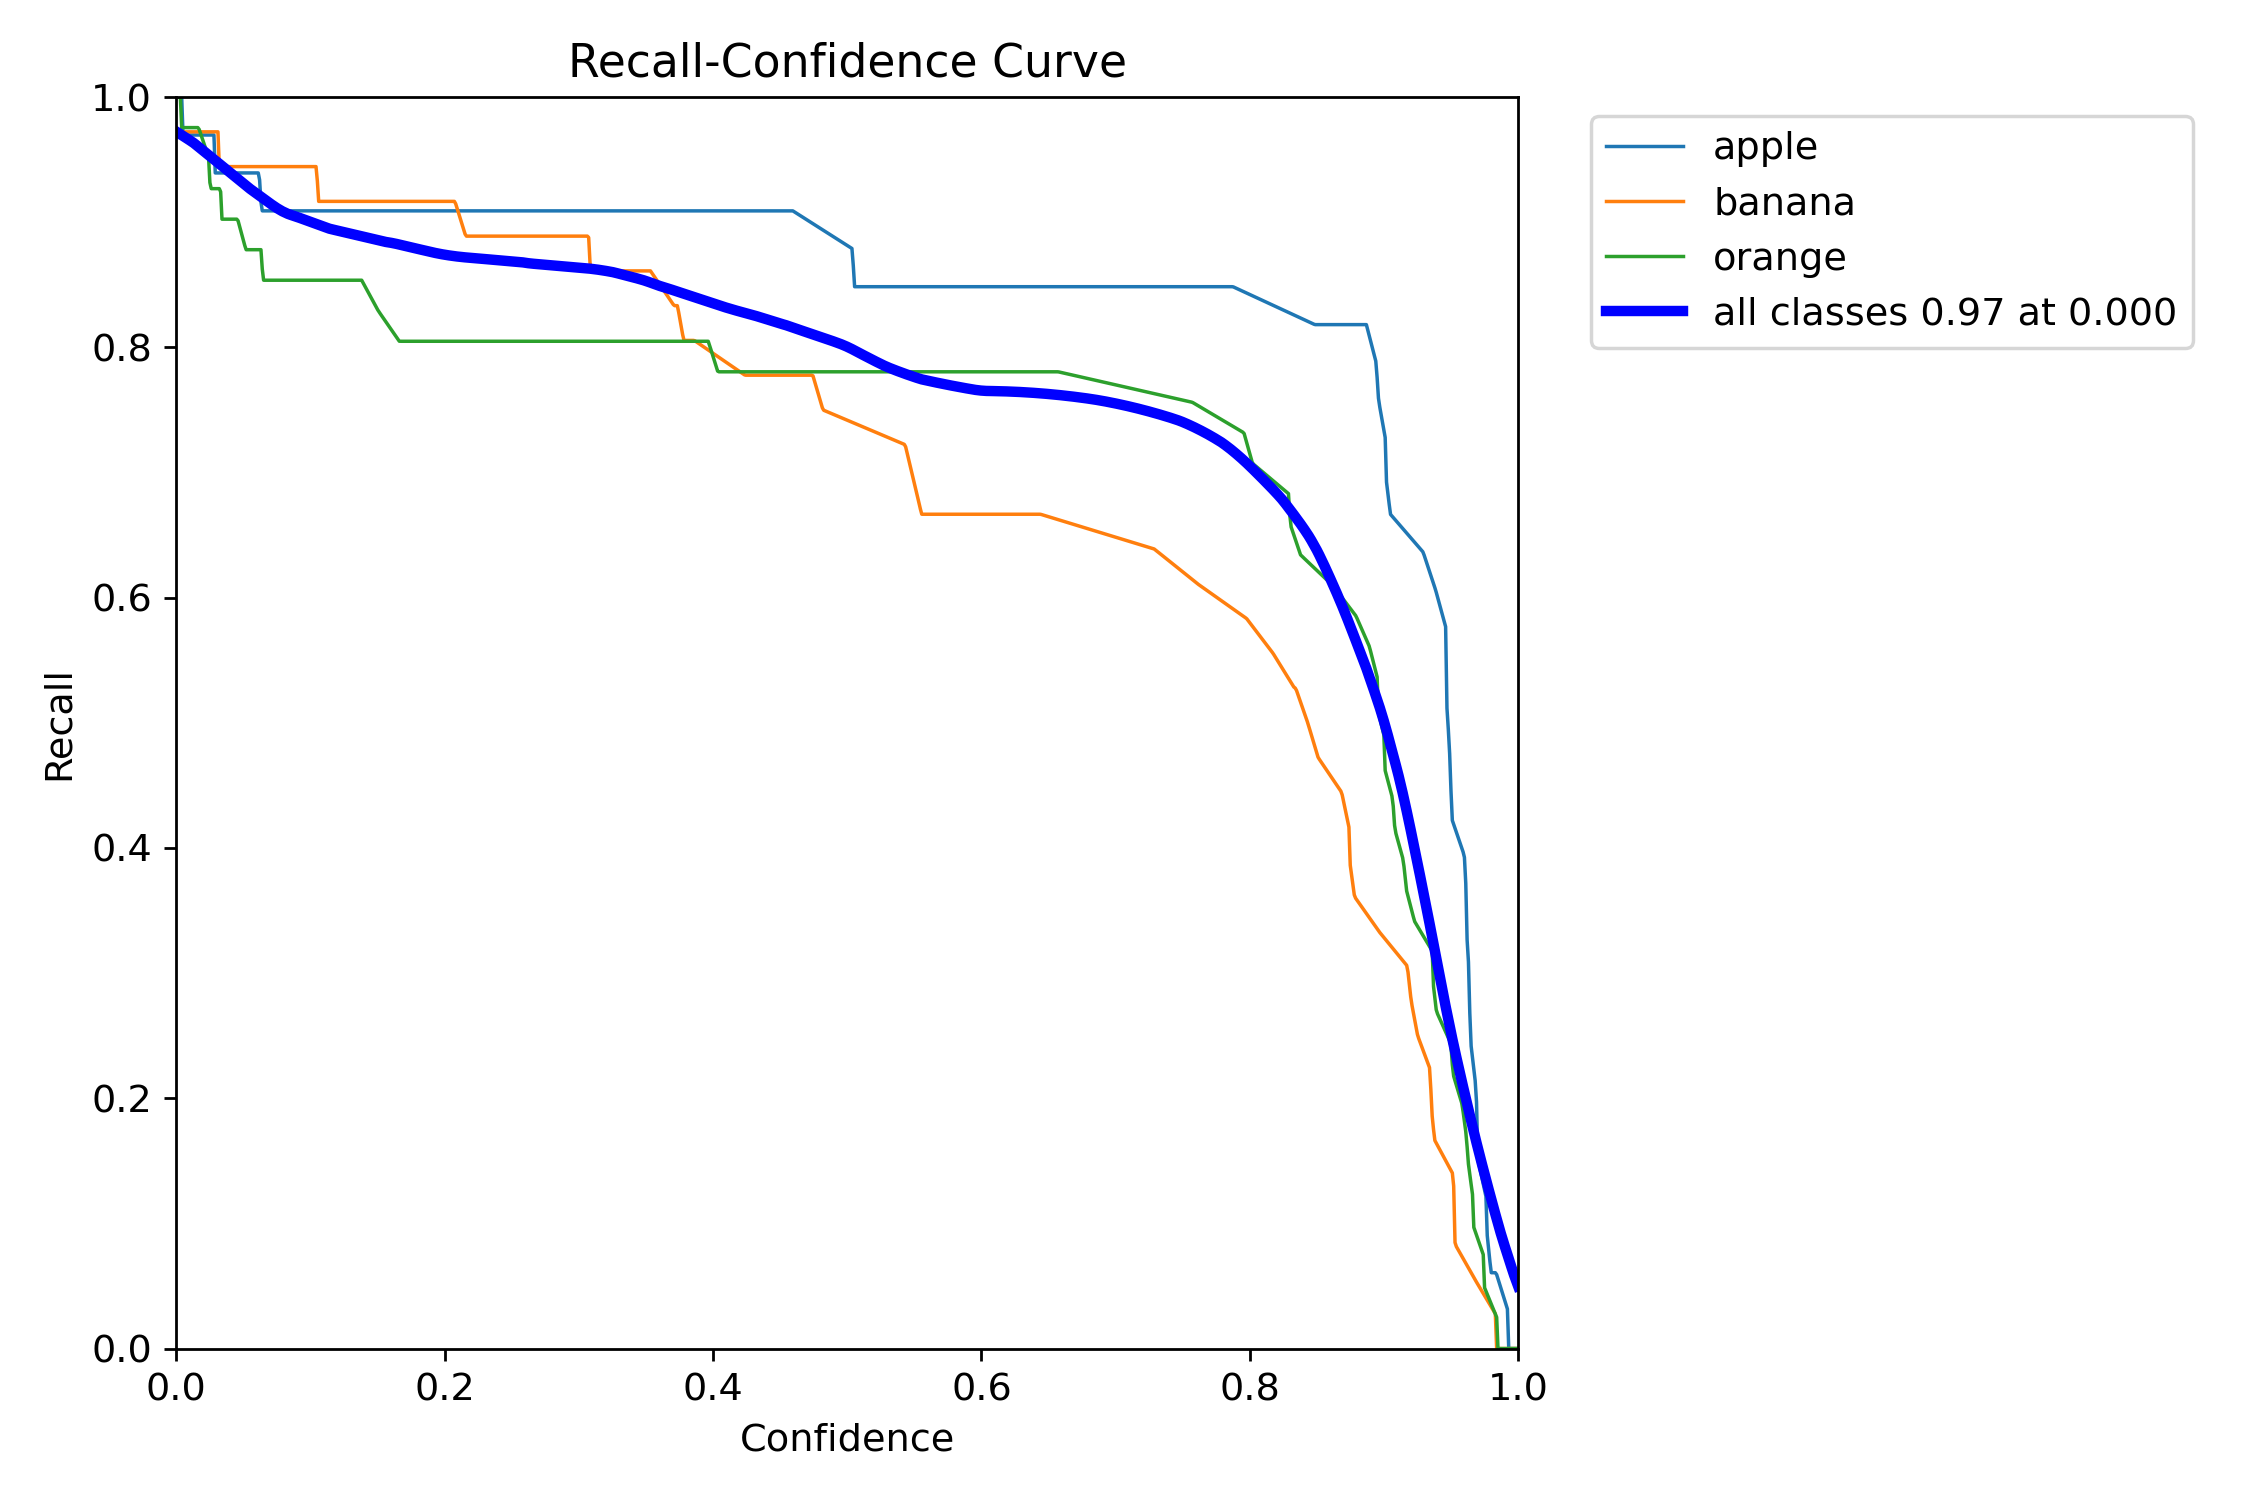 Recall-Confidence Curve
1.0
0.8
0.6
0.4
0.2
0.0
Recall
0.0 0.2 0.4 0.6 0.8 1.0
Confidence
apple
banana
orange
all classes 0.97 at 0.000